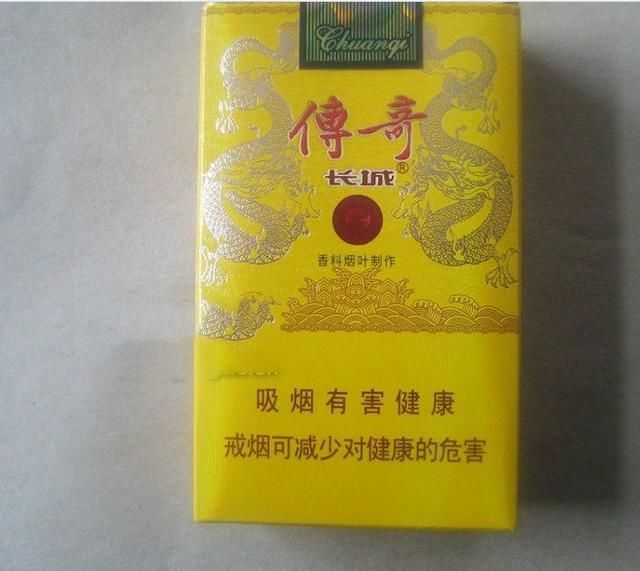 Chuanqi
傳奇
长城®
香料烟叶制作
吸烟有害健康
戒烟可减少对健康的危害